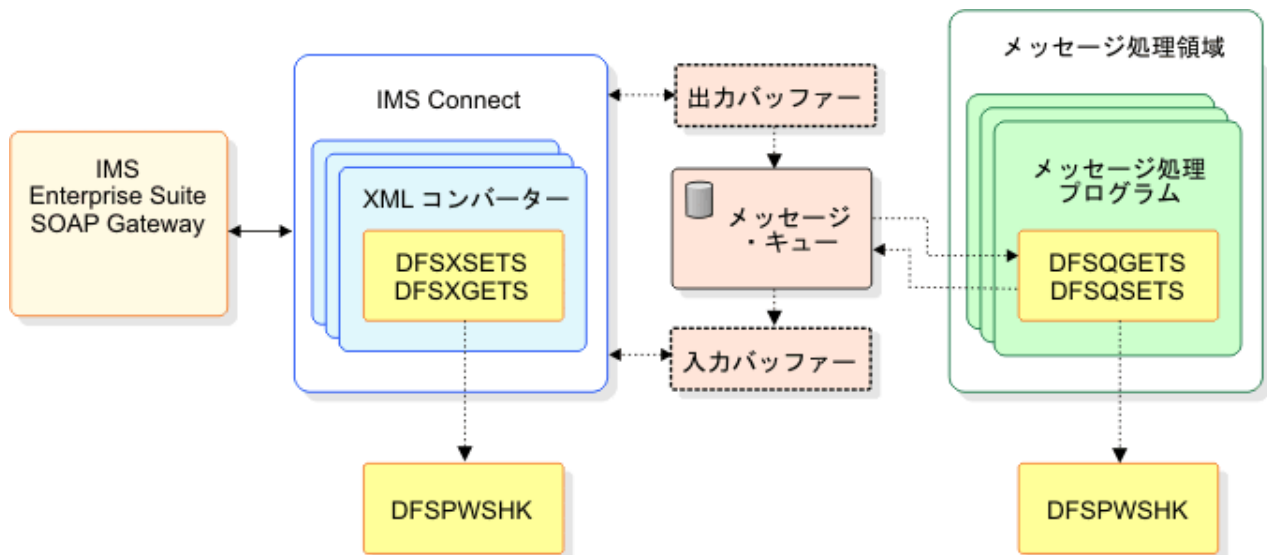 IMS
Enterprise Suite
SOAP Gateway
IMS Connect
XML コンバーター
DFSXSETS
DFSXGETS
DFSPWSHK
出力バッファー
メッセージ
・キュー
入力バッファー
メッセージ処理領域
メッセージ処理
プログラム
DFSQGETS
DFSQSETS
DFSPWSHK